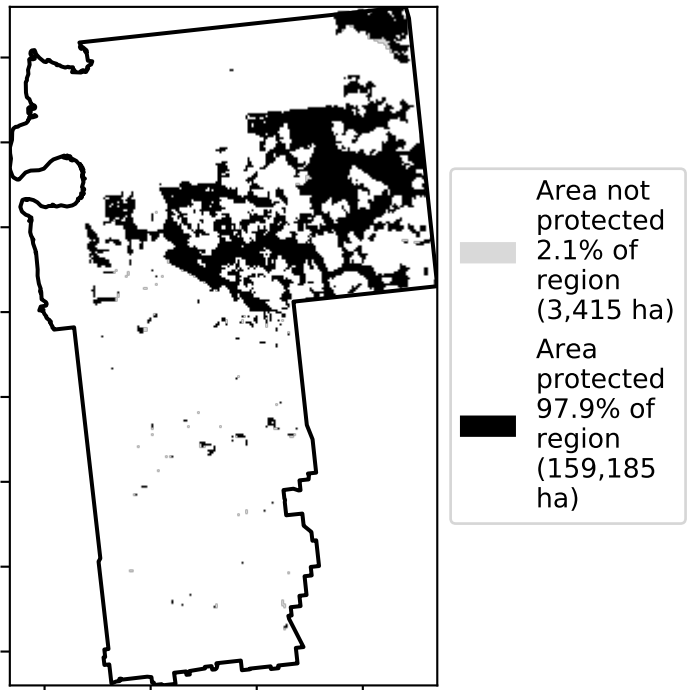 Area not
protected
2.1% of
region
(3,415 ha)
Area
protected
97.9% of
region
(159,185
ha)